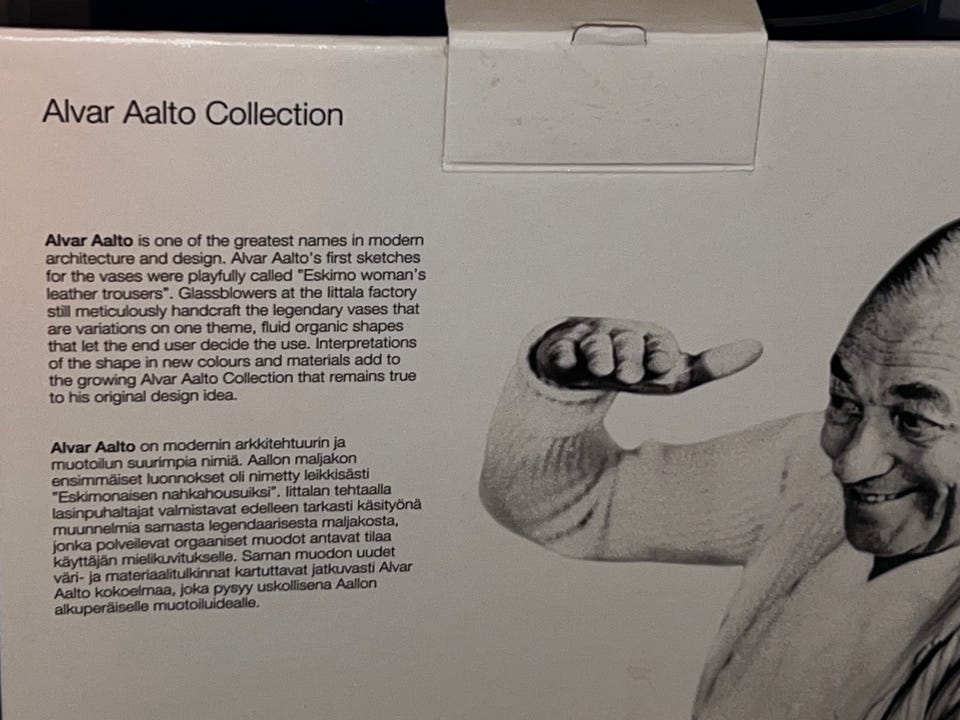 Alvar Aalto Collection
Alvar Aalto is one of the greatest names in modern
architecture and design. Alvar Aalto's first sketches
for the vases were playfully called "Eskimo woman's
leather trousers". Glassblowers at the Iittala factory
still meticulously handcraft the legendary vases that
are variations on one theme, fluid organic shapes
that let the end user decide the use. Interpretations
of the shape in new colours and materials add to
the growing Alvar Aalto Collection that remains true
to his original design idea.
Alvar Aalto on modernin arkkitehtuurin ja
muotoilun suurimpia nimiä. Aallon maljakon
ensimmäiset luonnokset oli nimetty leikkisästi
"Eskimonaisen nahkahousuiksi". Iittalan tehtaalla
lasinpuhaltajat valmistavat edelleen tarkasti käsityönä
muunnelmia samasta legendaarisesta maljakosta,
jonka polveilevat orgaaniset muodot antavat tilaa
käyttäjän mielikuvitukselle. Saman muodon uudet
väri- ja materiaalitulkinnat kartuttavat jatkuvasti Alvar
Aalto kokoelmaa, joka pysyy uskollisena Aallon
alkuperäiselle muotoiluidealle.